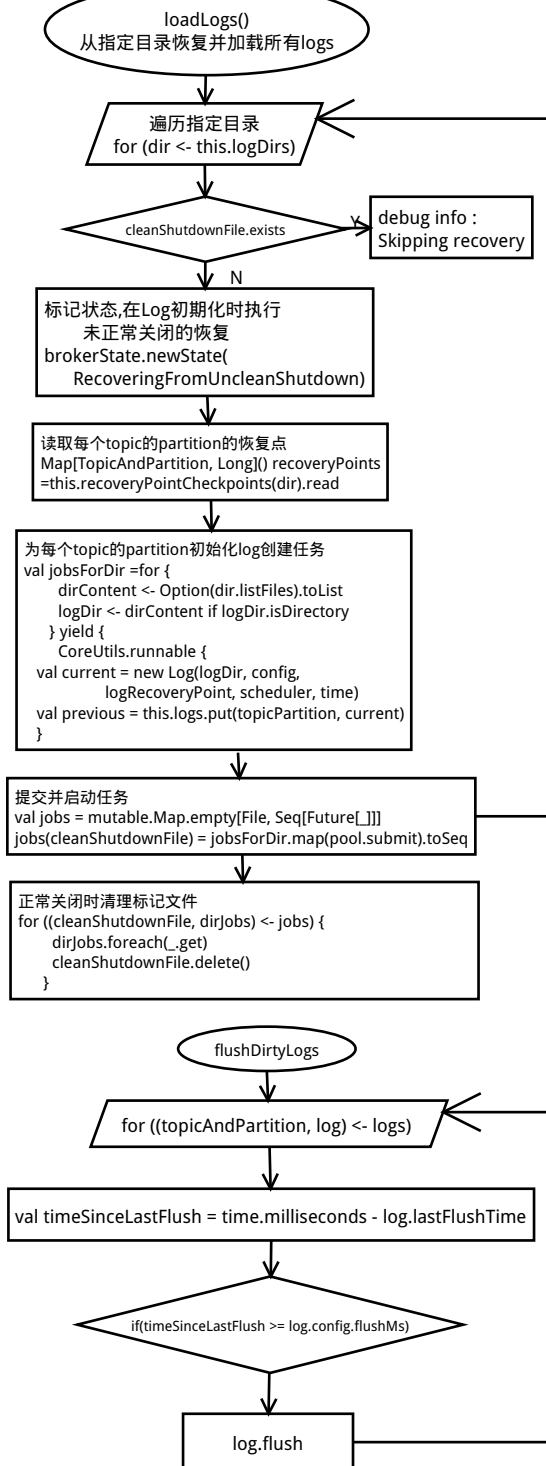 loadLogs()
从指定目录恢复并加载所有logs
遍历指定目录
for (dir <- this.logDirs)
cleanShutdownFile.exists
Y
debug info :
Skipping recovery
N
标记状态,在Log初期化时执行
未正常关闭的恢复
brokerState.newState(
RecoveringFromUncleanShutdown)
读取每个topic的partition的恢复点
Map[TopicAndPartition, Long]() recoveryPoints
=this.recoveryPointCheckpoints(dir).read
为每个topic的partition初始化log创建任务
val jobsForDir =for {
dirContent <- Option(dir.listFiles).toList
logDir <- dirContent if logDir.isDirectory
} yield {
CoreUtils.runnable {
val current = new Log(logDir, config,
logRecoveryPoint, scheduler, time)
val previous = this.logs.put(topicPartition, current)
}
提交并启动任务
val jobs = mutable.Map.empty[File, Seq[Future[_]]]
jobs(cleanShutdownFile) = jobsForDir.map(pool.submit).toSeq
正常关闭时清理标记文件
for ((cleanShutdownFile, dirJobs) <- jobs) {
dirJobs.foreach(_.get)
cleanShutdownFile.delete()
}
flushDirtyLogs
for ((topicAndPartition, log) <- logs)
val timeSinceLastFlush = time.milliseconds - log.lastFlushTime
if(timeSinceLastFlush >= log.config.flushMs)
log.flush